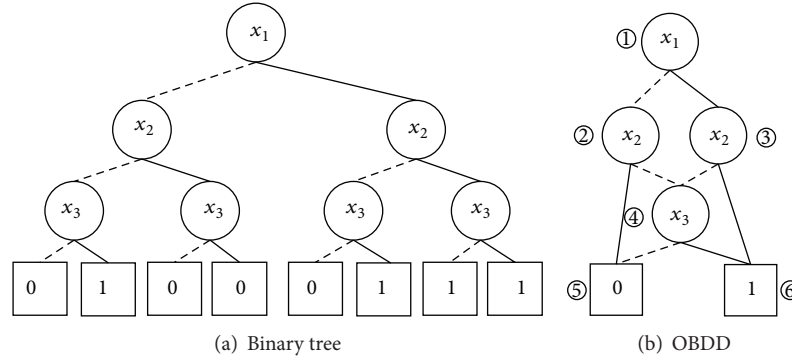 x₁
x₂ x₂
x₃ x₃ x₃ x₃
0 1 0 0 0 1 1 1
(a) Binary tree
① x₁
② x₂ x₂ ③
④ x₃
⑤ 0 1 ⑥
(b) OBDD